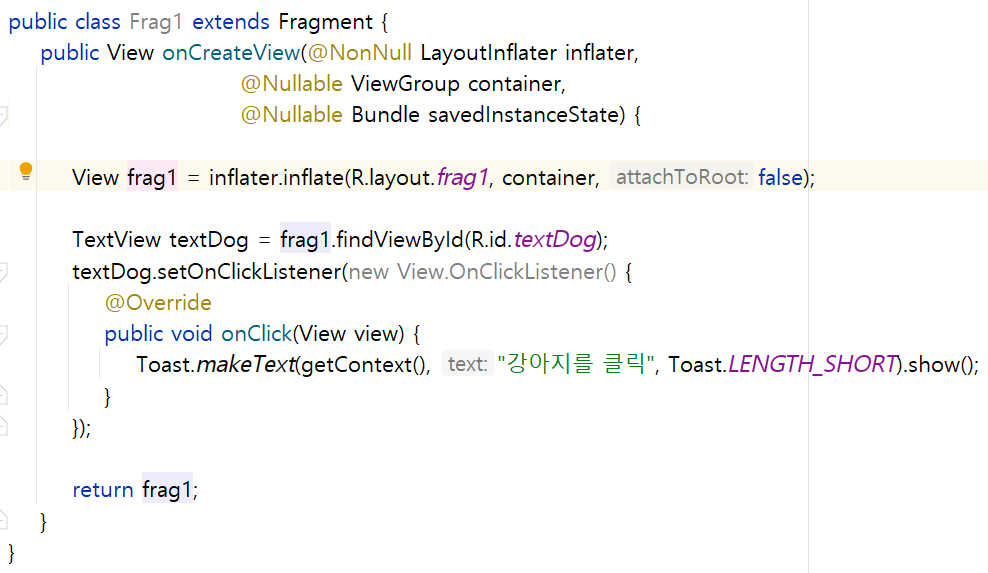 public class Frag1 extends Fragment {
public View onCreateView(@NonNull LayoutInflater inflater,
@Nullable ViewGroup container,
@Nullable Bundle savedInstanceState) {
View frag1 = inflater.inflate(R.layout.frag1, container, attachToRoot: false);
TextView textDog = frag1.findViewById(R.id.textDog);
textDog.setOnClickListener(new View.OnClickListener() {
@Override
public void onClick(View view) {
Toast.makeText(getContext(), text: "강아지를 클릭", Toast.LENGTH_SHORT).show();
}
});
return frag1;
}
}